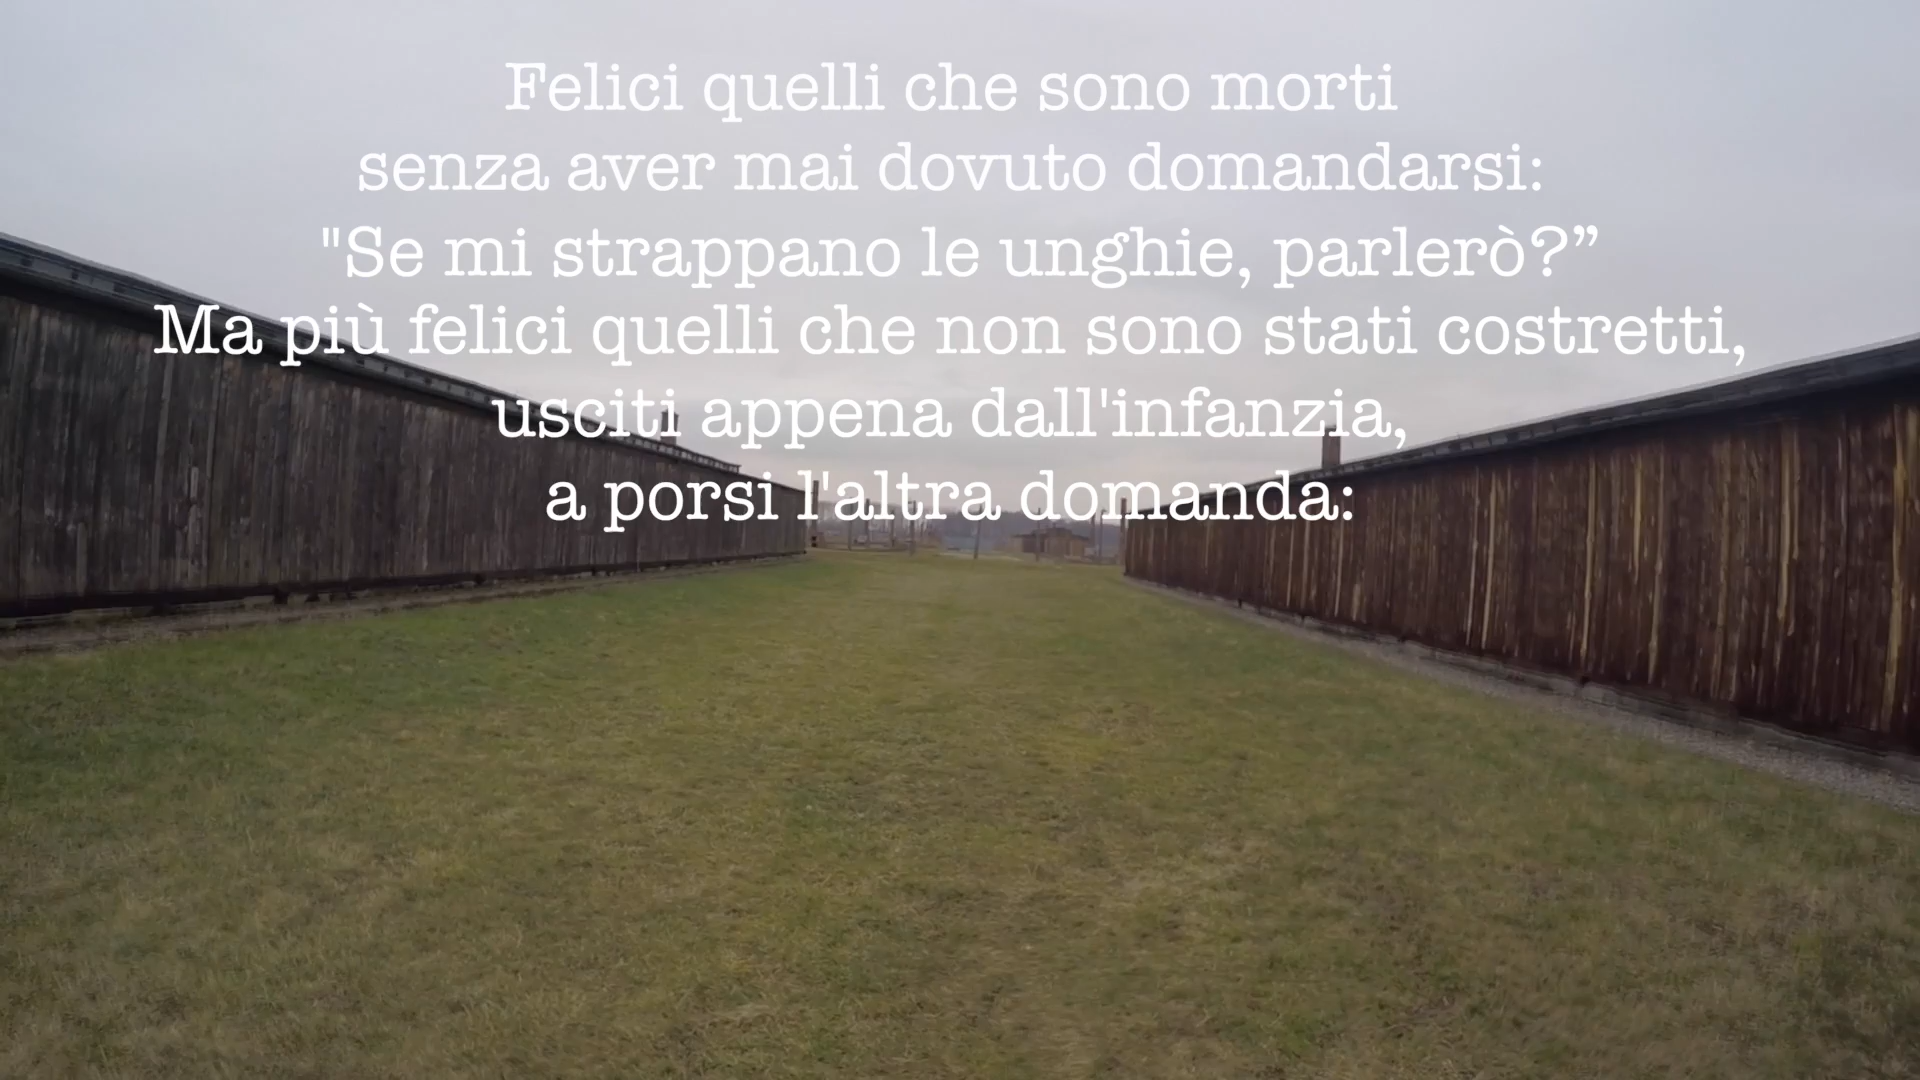 Felici quelli che sono morti
senza aver mai dovuto domandarsi:
"Se mi strappano le unghie, parlerò?”
Ma più felici quelli che non sono stati costretti,
usciti appena dall'infanzia,
a porsi l'altra domanda: